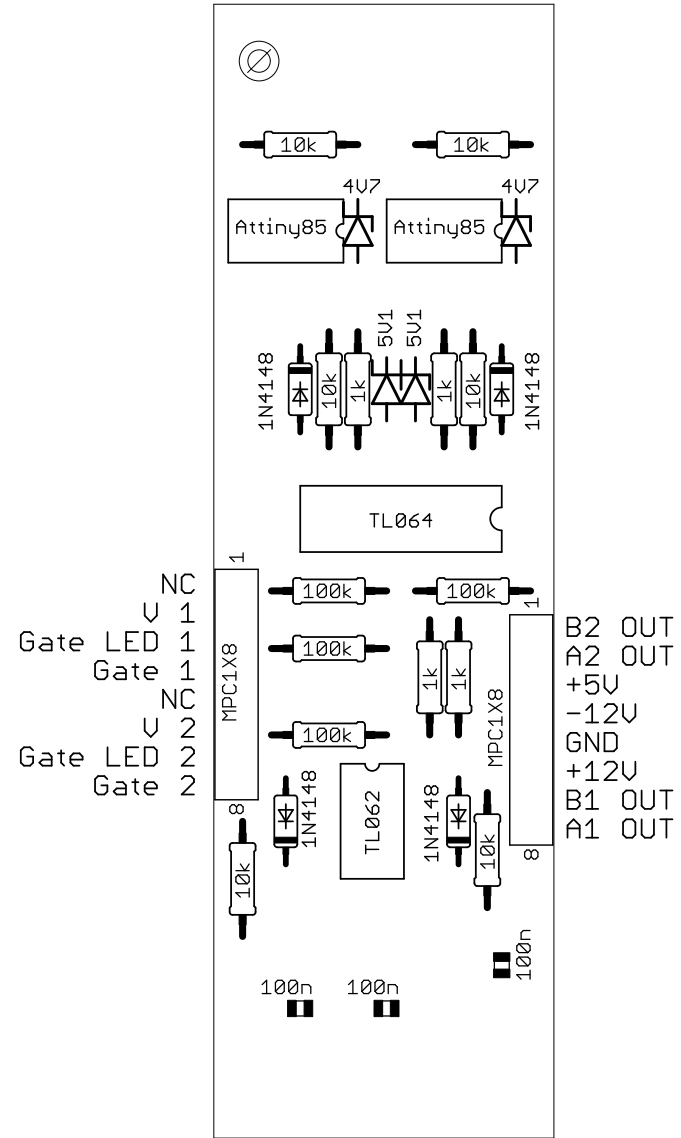 10k
10k
4V7
4V7
Attiny85
Attiny85
5V1
5V1
1N4148
10k
1k
1k
10k
1N4148
TL064
1
NC
V 1
Gate LED 1
Gate 1
NC
V 2
Gate LED 2
Gate 2
MPC1X8
8
100k
100k
100k
100k
1k
1k
1
MPC1X8
8
B2 OUT
A2 OUT
+5V
-12V
GND
+12V
B1 OUT
A1 OUT
1N4148
TL062
1N4148
10k
10k
100n
100n
100n